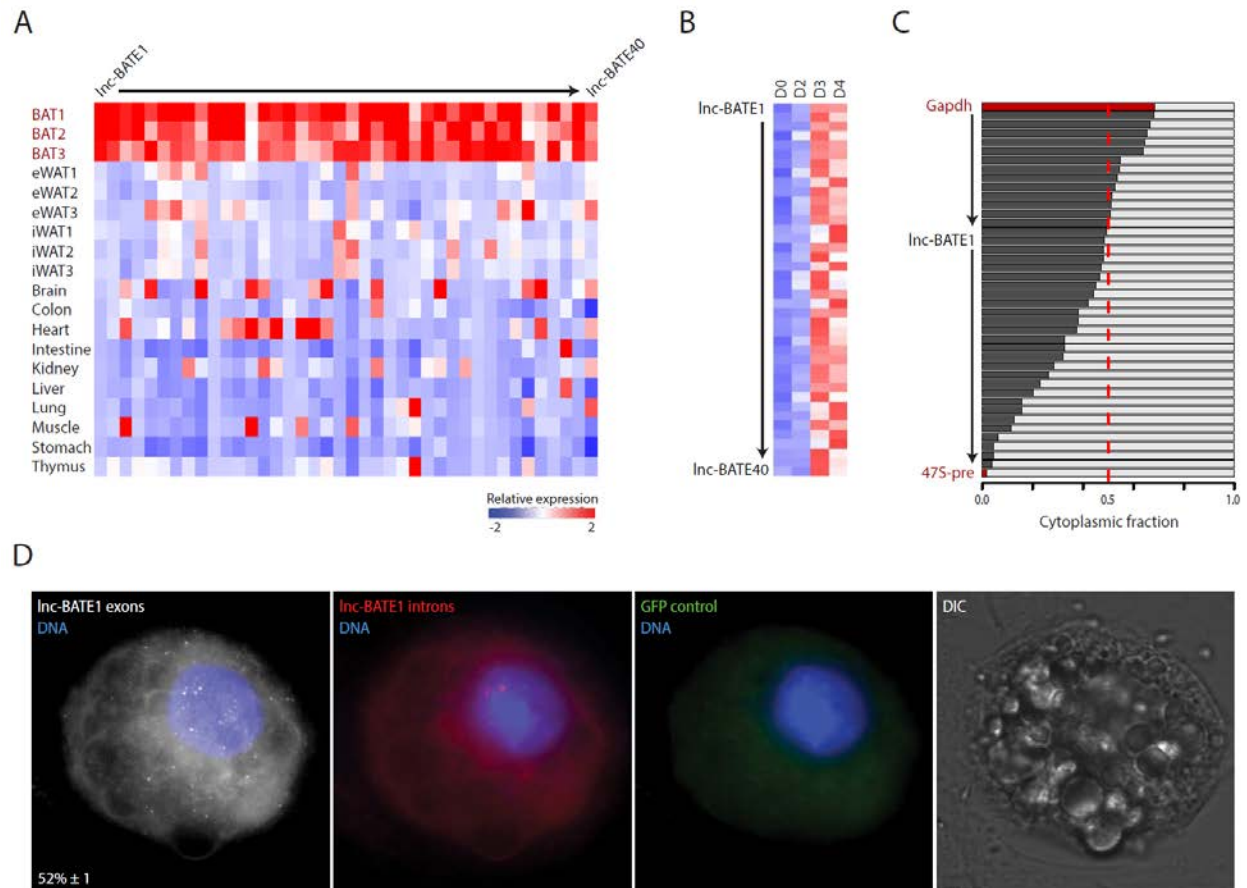 A
lnc-BATE1
lnc-BATE40
BAT1
BAT2
BAT3
eWAT1
eWAT2
eWAT3
iWAT1
iWAT2
iWAT3
Brain
Colon
Heart
Intestine
Kidney
Liver
Lung
Muscle
Stomach
Thymus
Relative expression
-2 2
B
D0 D2 D3 D4
lnc-BATE1
lnc-BATE40
C
Gapdh
lnc-BATE1
47S-pre
0.0 0.5 1.0
Cytoplasmic fraction
D
lnc-BATE1 exons
DNA
52% ± 1
lnc-BATE1 introns
DNA
GFP control
DNA
DIC